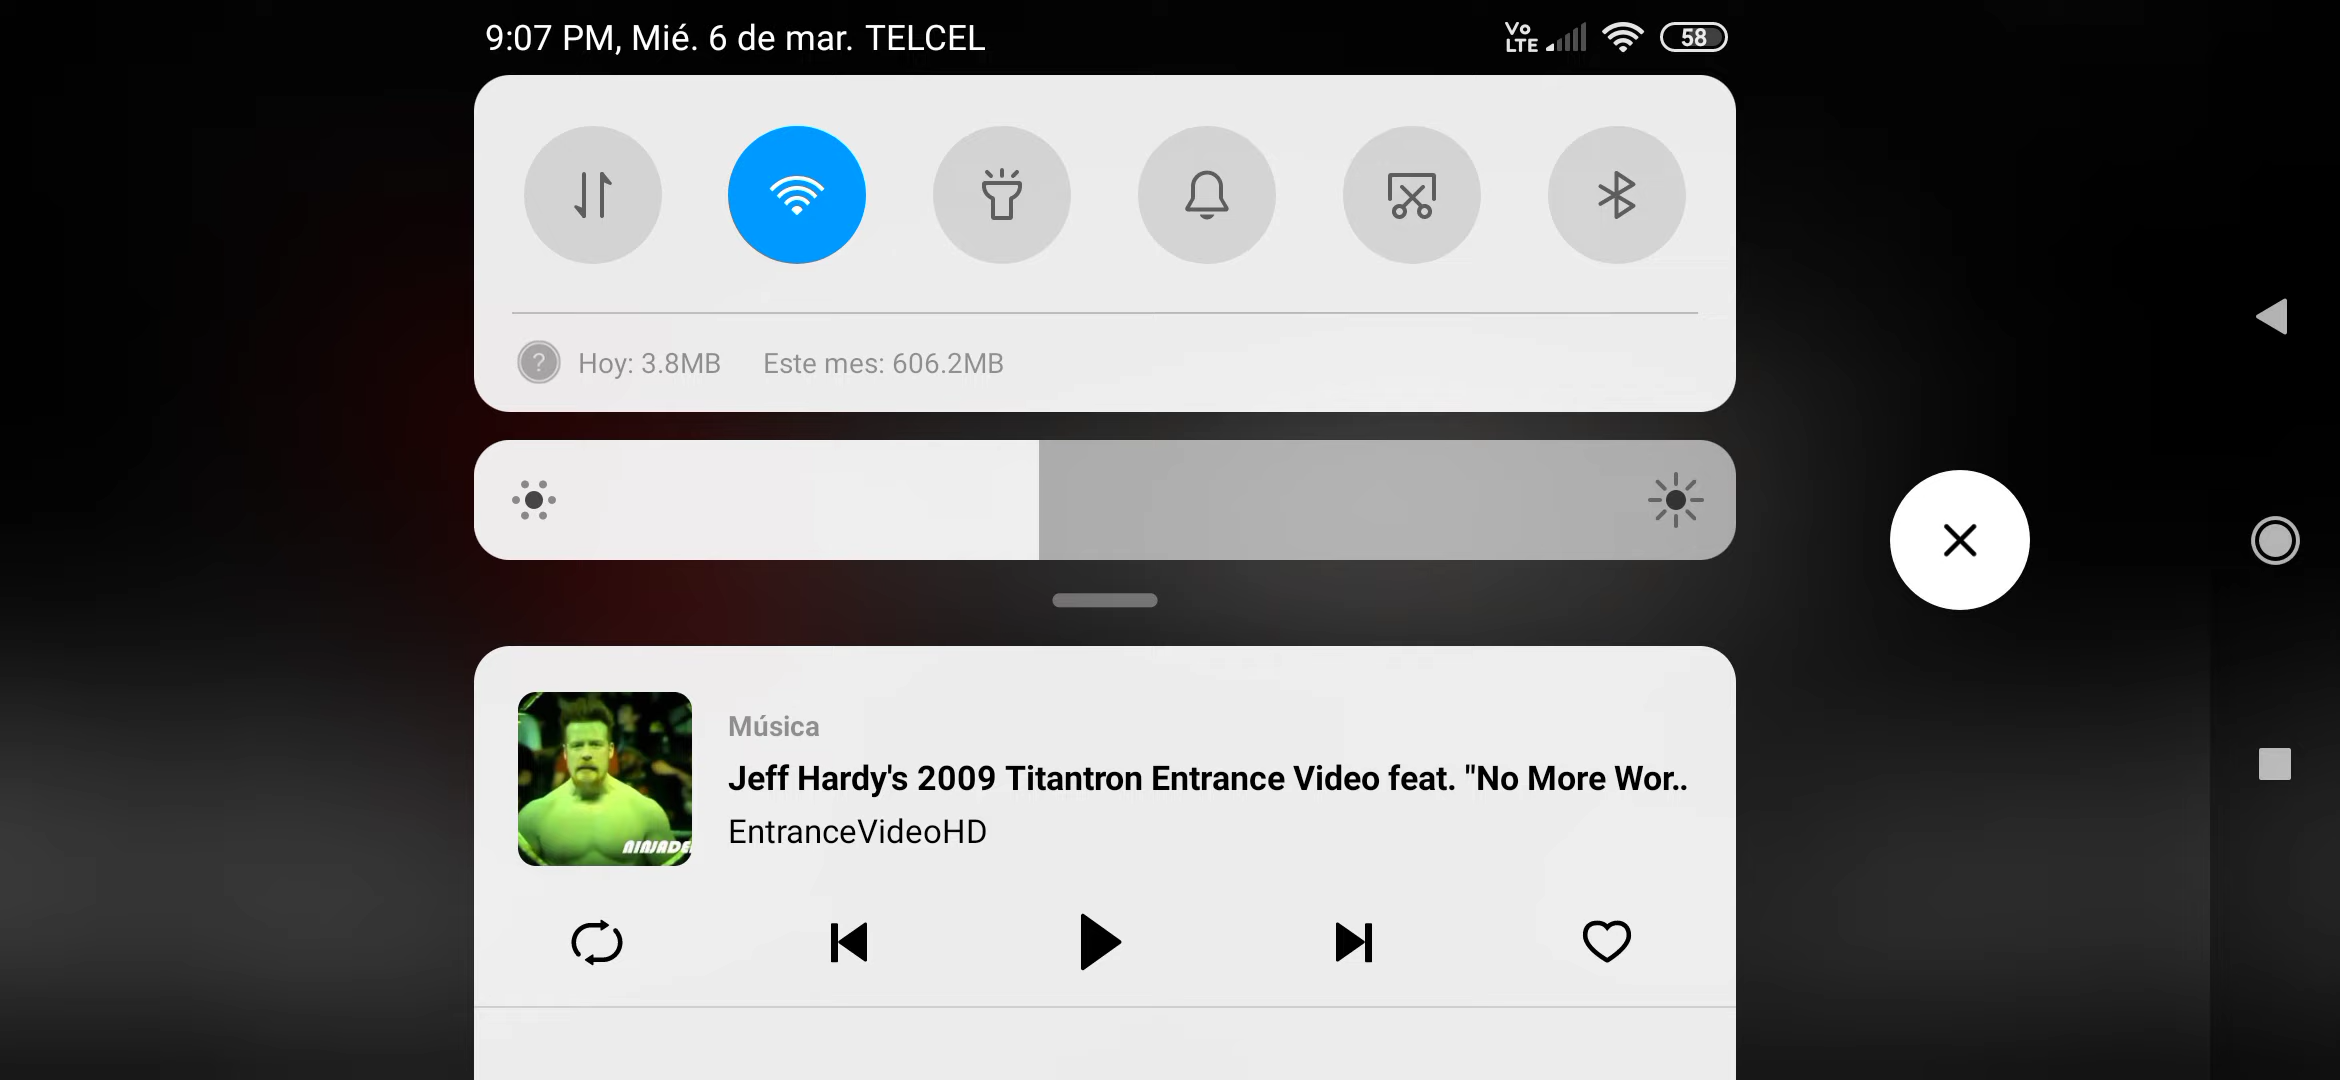 9:07 PM, Mié. 6 de mar. TELCEL
Vo
LTE
58
Hoy: 3.8MB Este mes: 606.2MB
Música
Jeff Hardy's 2009 Titantron Entrance Video feat. "No More Wor..
EntranceVideoHD
NINJADE